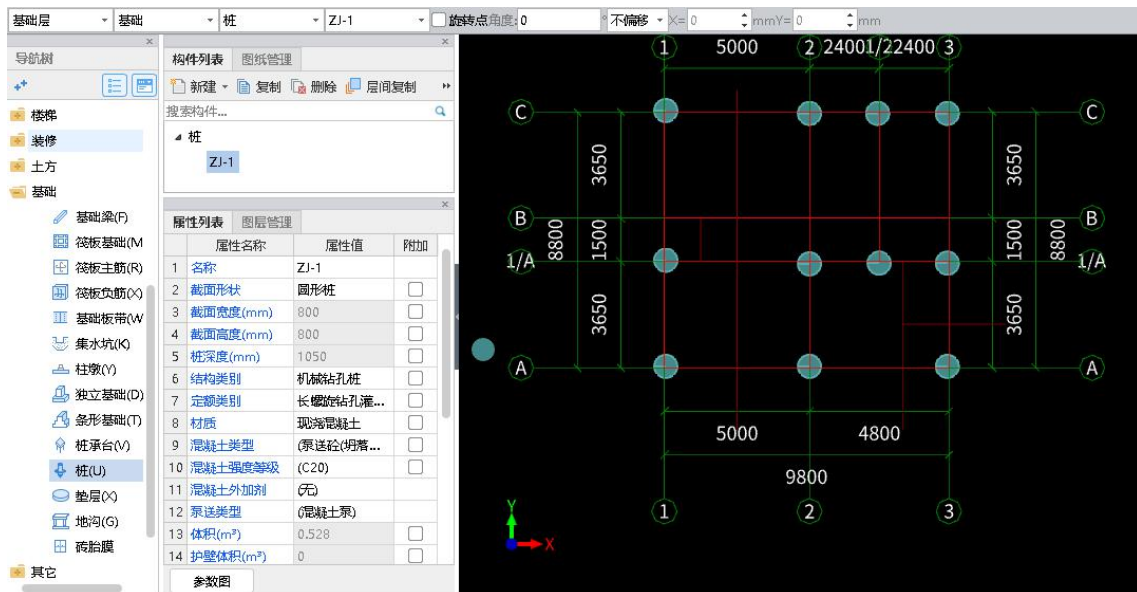 基础层 基础 桩 ZJ-1 旋转点角度:0 ° 不偏移 X= 0 mmY= 0 mm
导航树
楼梯
装修
土方
基础
基础梁(F)
筏板基础(M
筏板主筋(R)
筏板负筋(X)
基础板带(W
集水坑(K)
柱墩(Y)
独立基础(D)
条形基础(T)
桩承台(V)
桩(U)
垫层(X)
地沟(G)
砖胎膜
其它
构件列表 图纸管理
新建 复制 删除 层间复制
搜索构件...
桩
ZJ-1
属性列表 图层管理
属性名称 属性值 附加
1 名称 ZJ-1
2 截面形状 圆形桩
3 截面宽度(mm) 800
4 截面高度(mm) 800
5 桩深度(mm) 1050
6 结构类别 机械钻孔桩
7 定额类别 长螺旋钻孔灌...
8 材质 现浇混凝土
9 混凝土类型 (泵送砼(坍落...
10 混凝土强度等级 (C20)
11 混凝土外加剂 (无)
12 泵送类型 (混凝土泵)
13 体积(m³) 0.528
14 护壁体积(m³) 0
参数图
1 5000 2 2400 1/2 2400 3
C C
3650 3650
B B
8800 1500 1500 8800
1/A 1/A
3650 3650
A A
5000 4800
9800
1 2 3
Y
X